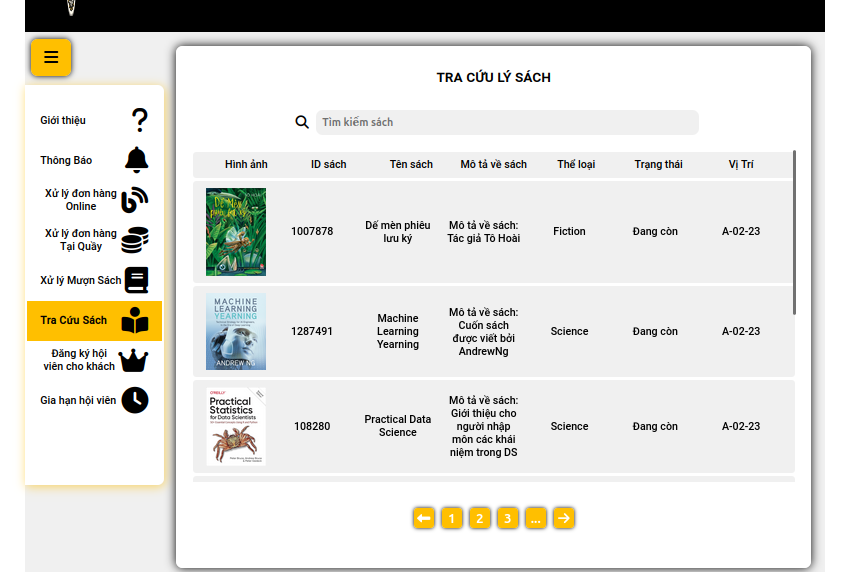 Giới thiệu
Thông Báo
Xử lý đơn hàng
Online
Xử lý đơn hàng
Tại Quầy
Xử lý Mượn Sách
Tra Cứu Sách
Đăng ký hội
viên cho khách
Gia hạn hội viên
TRA CỨU LÝ SÁCH
Tìm kiếm sách
Hình ảnh ID sách Tên sách Mô tả về sách Thể loại Trạng thái Vị Trí
Dế Mèn
phiêu lưu ký
1007878
Dế mèn phiêu
lưu ký
Mô tả về sách:
Tác giả Tô Hoài
Fiction
Đang còn
A-02-23
MACHINE
LEARNING
YEARNING
ANDREW NG
1287491
Machine
Learning
Yearning
Mô tả về sách:
Cuốn sách
được viết bởi
AndrewNg
Science
Đang còn
A-02-23
O'REILLY
Practical
Statistics
for Data Scientists
108280
Practical Data
Science
Mô tả về sách:
Giới thiệu cho
người nhập
môn các khái
niệm trong DS
Science
Đang còn
A-02-23
1 2 3 ...